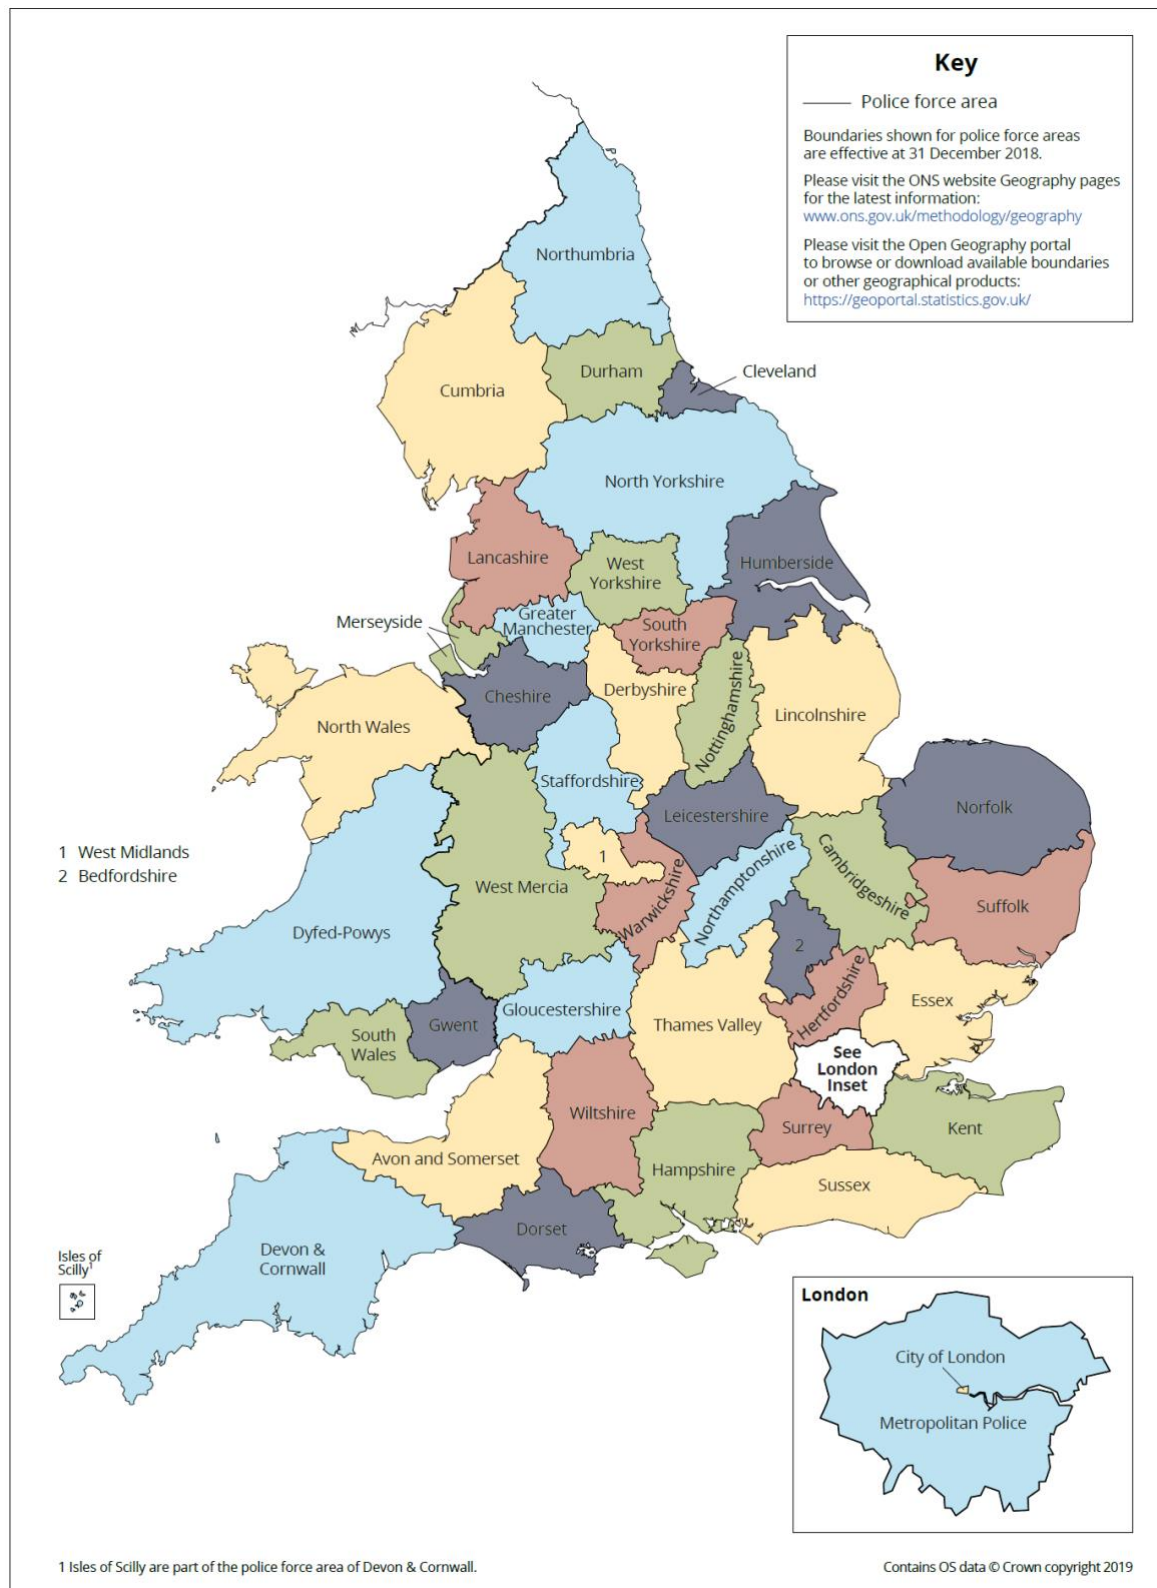 Key
Police force area
Boundaries shown for police force areas
are effective at 31 December 2018.
Please visit the ONS website Geography pages
for the latest information:
www.ons.gov.uk/methodology/geography
Please visit the Open Geography portal
to browse or download available boundaries
or other geographical products:
https://geoportal.statistics.gov.uk/
Northumbria
Durham
Cleveland
Cumbria
North Yorkshire
Lancashire
West
Yorkshire
Humberside
Merseyside
Greater
Manchester
South
Yorkshire
Cheshire
Derbyshire
Nottinghamshire
Lincolnshire
North Wales
Staffordshire
Leicestershire
Norfolk
1 West Midlands
2 Bedfordshire
1
West Mercia
Warwickshire
Northamptonshire
Cambridgeshire
Suffolk
Dyfed-Powys
2
Gloucestershire
Hertfordshire
Essex
Gwent
South
Wales
Thames Valley
See
London
Inset
Wiltshire
Surrey
Kent
Avon and Somerset
Hampshire
Sussex
Dorset
Devon &
Cornwall
Isles of
Scilly1
London
City of London
Metropolitan Police
1 Isles of Scilly are part of the police force area of Devon & Cornwall.
Contains OS data © Crown copyright 2019